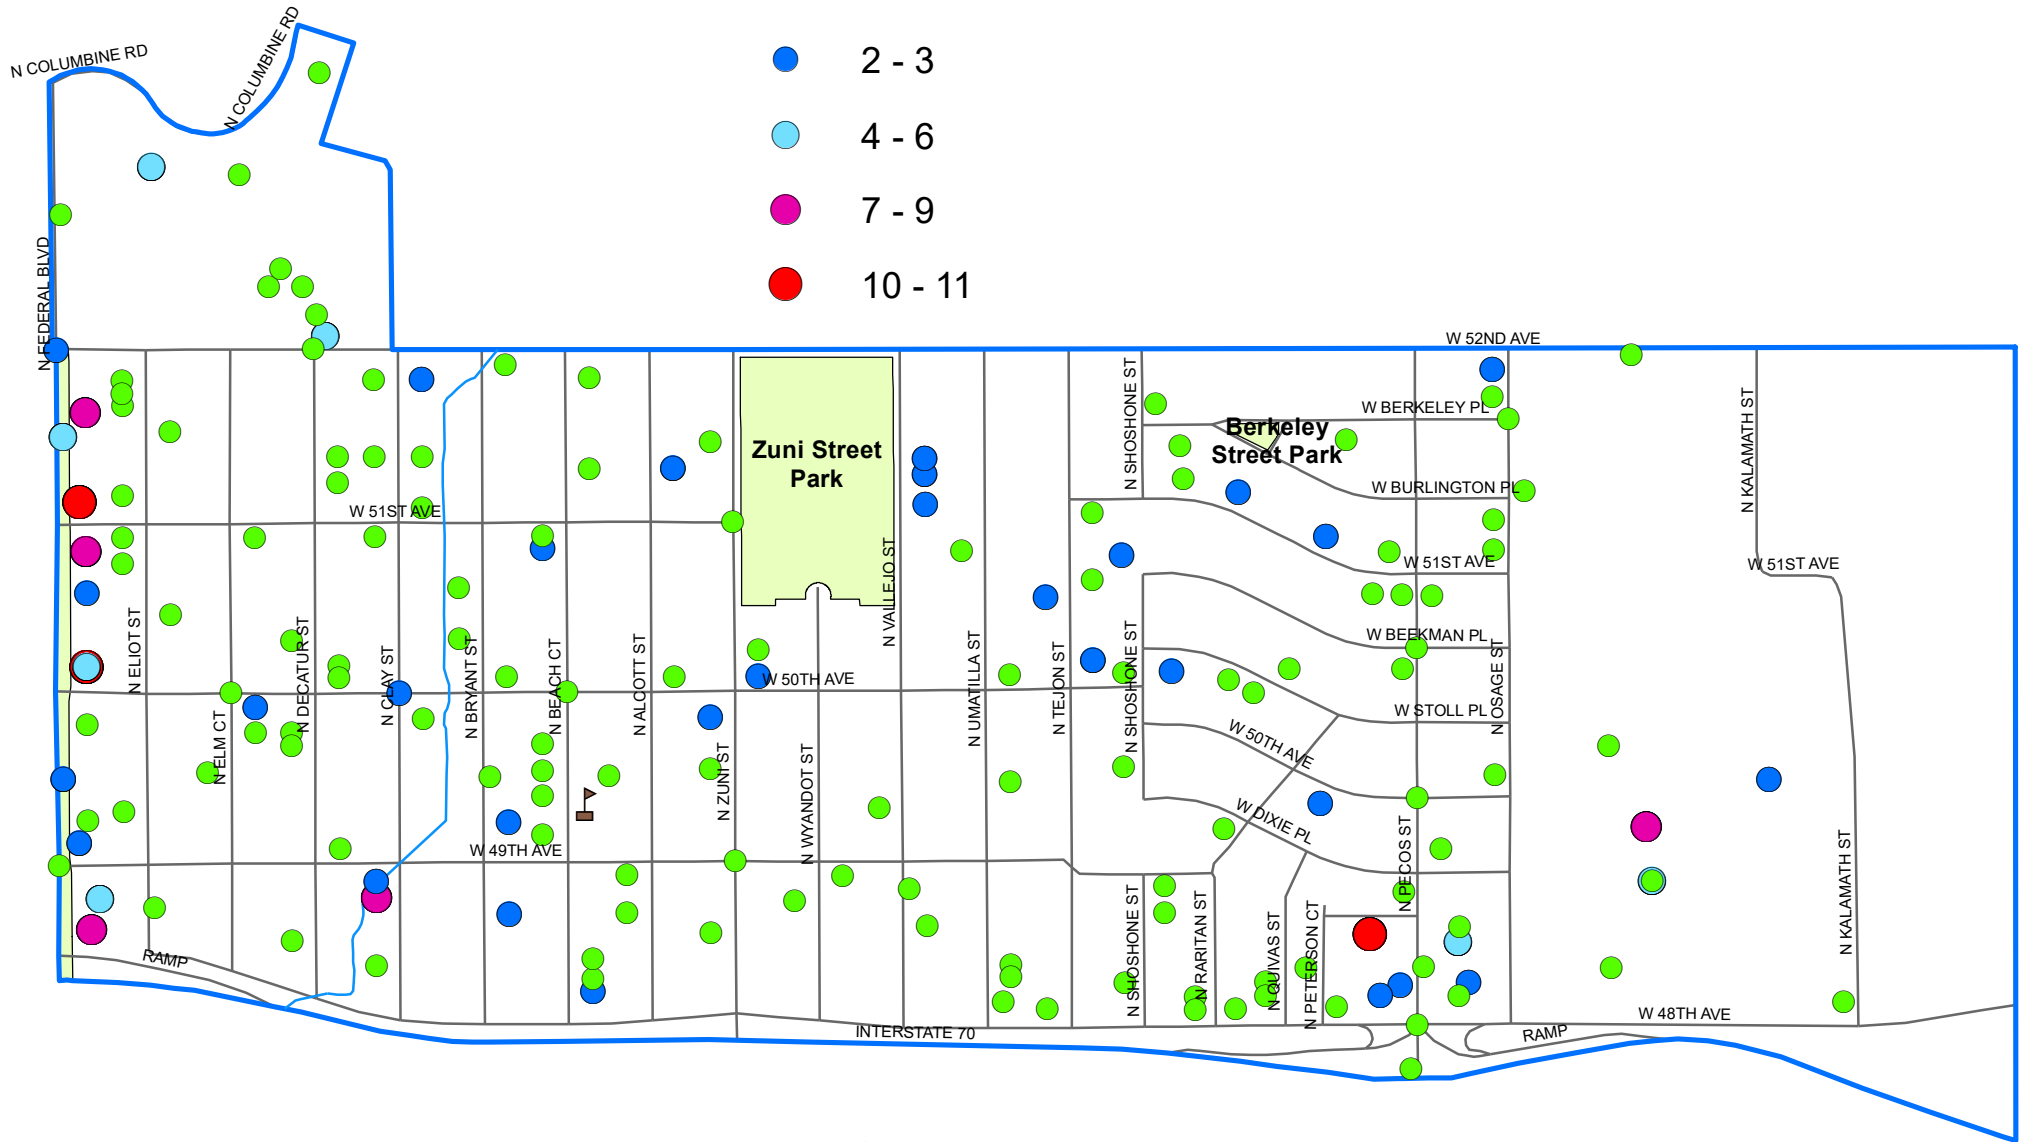 N COLUMBINE RD
N COLUMBINE RD
2 - 3
4 - 6
7 - 9
10 - 11
N FEDERAL BLVD
W 52ND AVE
N SHOSHONE ST
W BERKELEY PL
Berkeley
Street Park
N KALAMATH ST
Zuni Street
Park
W BURLINGTON PL
W 51ST AVE
N VALLEJO ST
W 51ST AVE
W 51ST AVE
N ELIOT ST
N DECATUR ST
N CLAY ST
N BRYANT ST
N BEACH CT
N ALCOTT ST
N UMATILLA ST
N TEJON ST
N SHOSHONE ST
W BEEKMAN PL
N OSAGE ST
W 50TH AVE
W STOLL PL
N ELM CT
N ZUNI ST
N WYANDOT ST
W 50TH AVE
W DIXIE PL
N PECOS ST
W 49TH AVE
N KALAMATH ST
N SHOSHONE ST
N RARITAN ST
N QUIVAS ST
N PETERSON CT
RAMP
INTERSTATE 70
W 48TH AVE
RAMP